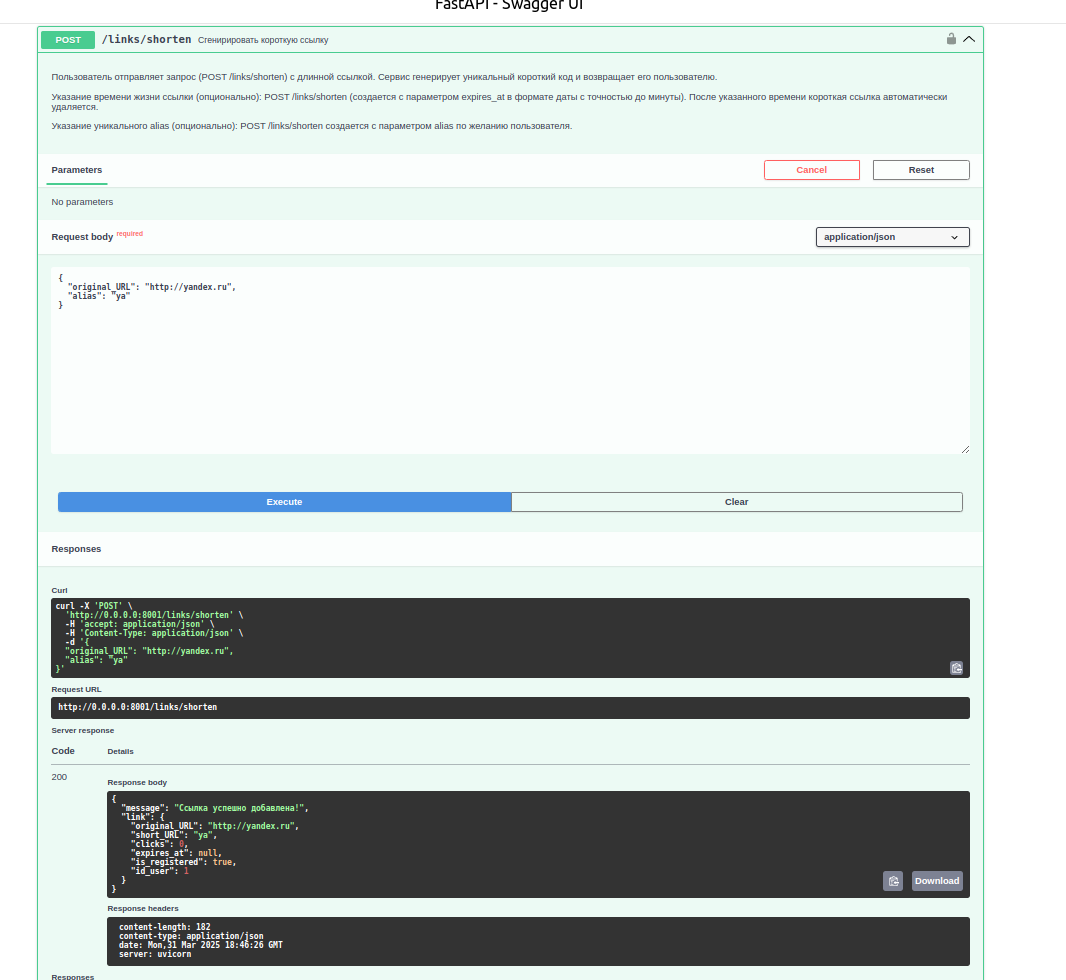 FastAPI - Swagger UI
POST /links/shorten Сгенирировать короткую ссылку
Пользователь отправляет запрос (POST /links/shorten) с длинной ссылкой. Сервис генерирует уникальный короткий код и возвращает его пользователю.
Указание времени жизни ссылки (опционально): POST /links/shorten (создается с параметром expires_at в формате даты с точностью до минуты). После указанного времени короткая ссылка автоматически
удаляется.
Указание уникального alias (опционально): POST /links/shorten создается с параметром alias по желанию пользователя.
Parameters Cancel Reset
No parameters
Request body required application/json
{
"original_URL": "http://yandex.ru",
"alias": "ya"
}
Execute Clear
Responses
Curl
curl -X 'POST' \
'http://0.0.0.0:8001/links/shorten' \
-H 'accept: application/json' \
-H 'Content-Type: application/json' \
-d '{
"original_URL": "http://yandex.ru",
"alias": "ya"
}'
Request URL
http://0.0.0.0:8001/links/shorten
Server response
Code Details
200
Response body
{
"message": "Ссылка успешно добавлена!",
"link": {
"original_URL": "http://yandex.ru",
"short_URL": "ya",
"clicks": 0,
"expires_at": null,
"is_registered": true,
"id_user": 1
}
}
Download
Response headers
content-length: 182
content-type: application/json
date: Mon,31 Mar 2025 18:46:26 GMT
server: uvicorn
Responses